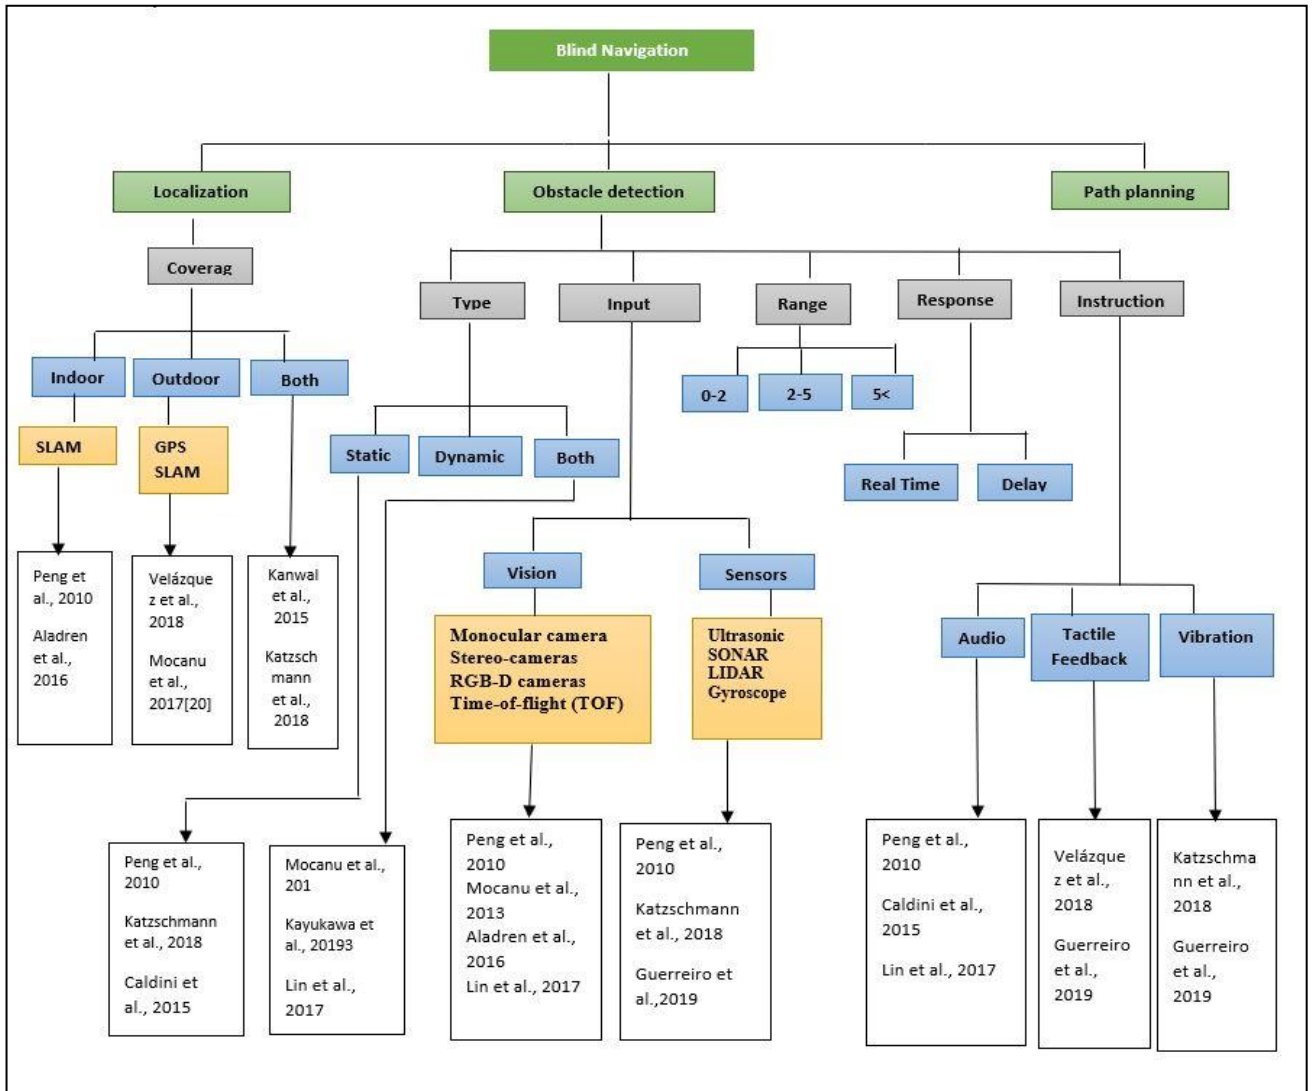 Blind Navigation
Localization
Obstacle detection
Path planning
Coverag
Type
Input
Range
Response
Instruction
Indoor
Outdoor
Both
0-2
2-5
5<
SLAM
GPS
SLAM
Static
Dynamic
Both
Real Time
Delay
Peng et
al., 2010
Aladren
et al.,
2016
Velázque
z et al.,
2018
Mocanu
et al.,
2017[20]
Kanwal
et al.,
2015
Katzsch
mann
et al.,
2018
Vision
Sensors
Monocular camera
Stereo-cameras
RGB-D cameras
Time-of-flight (TOF)
Ultrasonic
SONAR
LIDAR
Gyroscope
Audio
Tactile
Feedback
Vibration
Peng et al.,
2010
Katzschmann
et al., 2018
Caldini et
al., 2015
Mocanu et al.,
201
Kayukawa et
al., 20193
Lin et al.,
2017
Peng et al.,
2010
Mocanu et al.,
2013
Aladren et al.,
2016
Lin et al., 2017
Peng et al.,
2010
Katzschmann
et al., 2018
Guerreiro et
al.,2019
Peng et al.,
2010
Caldini et al.,
2015
Lin et al., 2017
Velázque
z et al.,
2018
Guerreiro
et al.,
2019
Katzschma
nn et al.,
2018
Guerreiro
et al.,
2019